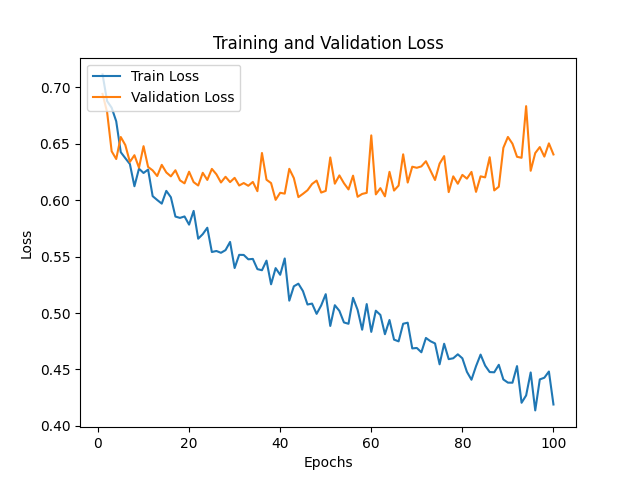 Training and Validation Loss
Train Loss
Validation Loss
0.70
0.65
0.60
0.55
0.50
0.45
0.40
Loss
0 20 40 60 80 100
Epochs